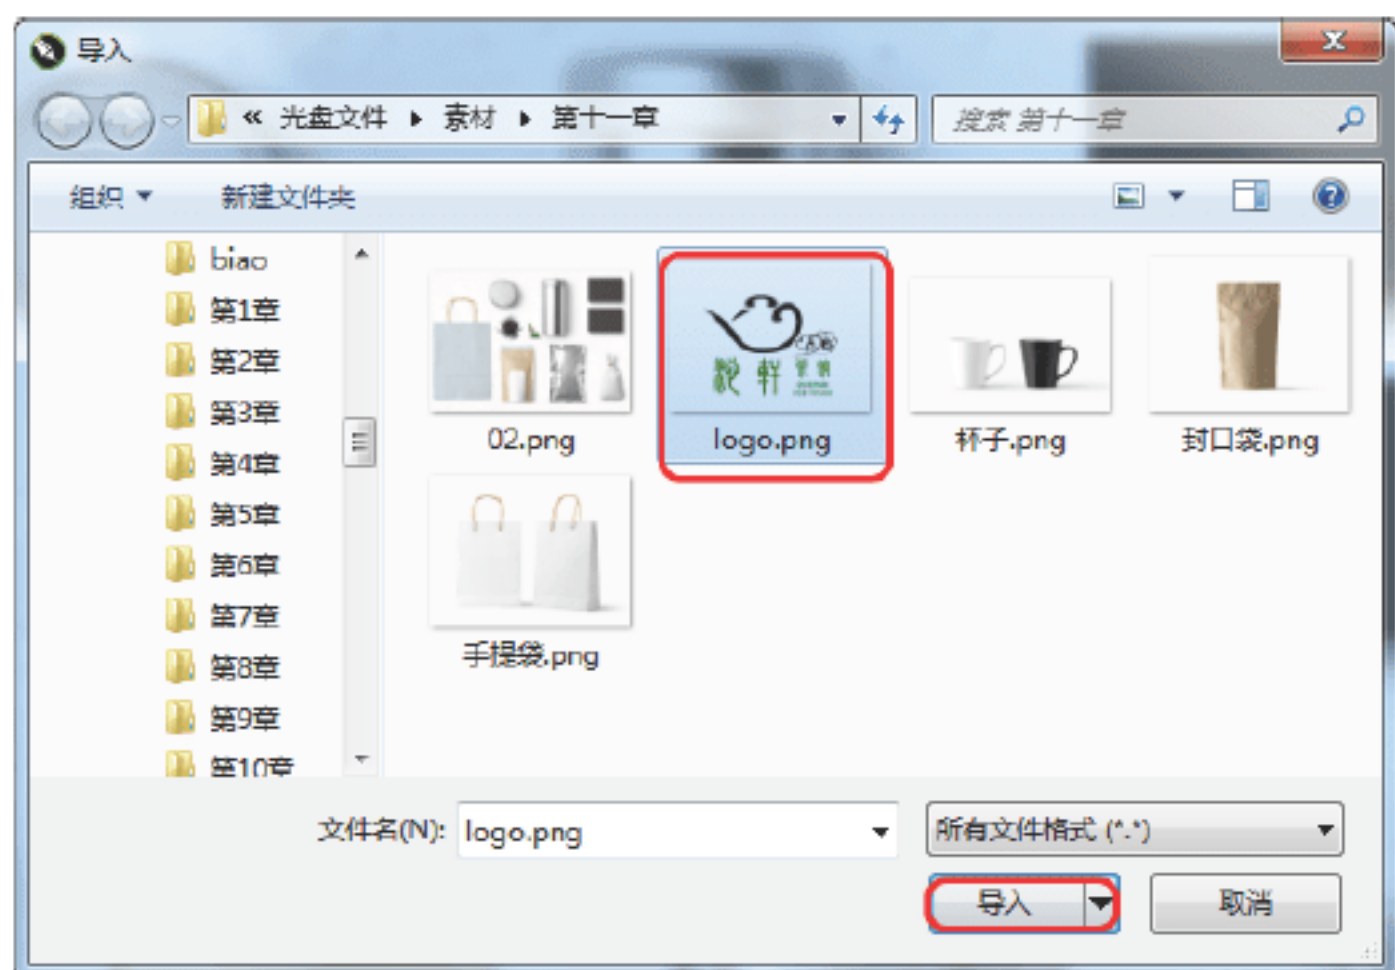 导入
« 光盘文件 ▸ 素材 ▸ 第十一章
搜索 第十一章
组织
新建文件夹
biao
第1章
第2章
第3章
第4章
第5章
第6章
第7章
第8章
第9章
第10章
02.png
軒
logo.png
杯子.png
封口袋.png
手提袋.png
文件名(N): logo.png
所有文件格式 (*.*)
导入
取消